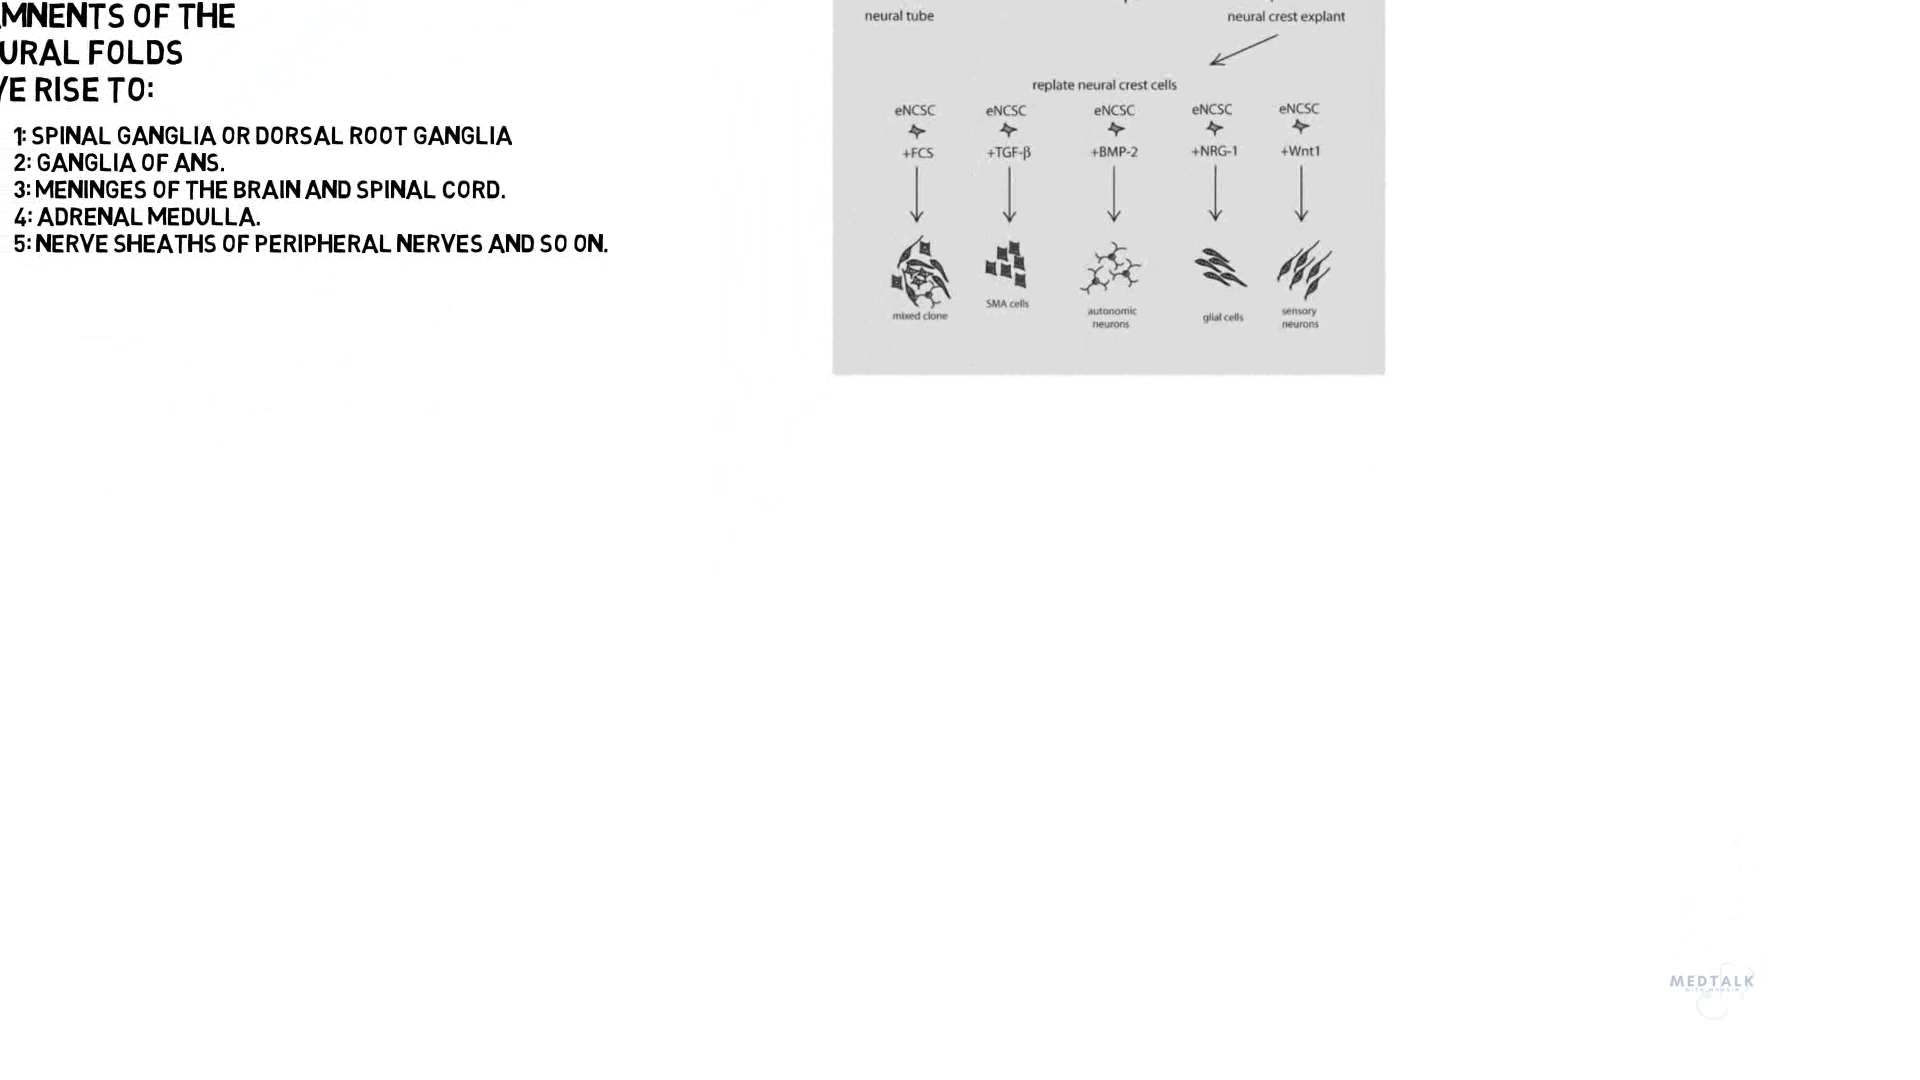 MNENTS OF THE
URAL FOLDS
VE RISE TO:
1: SPINAL GANGLIA OR DORSAL ROOT GANGLIA
2: GANGLIA OF ANS.
3: MENINGES OF THE BRAIN AND SPINAL CORD.
4: ADRENAL MEDULLA.
5: NERVE SHEATHS OF PERIPHERAL NERVES AND SO ON.
neural tube
neural crest explant
replate neural crest cells
eNCSC eNCSC eNCSC eNCSC eNCSC
+FCS +TGF-β +BMP-2 +NRG-1 +Wnt1
mixed clone
SMA cells
autonomic
neurons
glial cells
sensory
neurons
MEDTALK